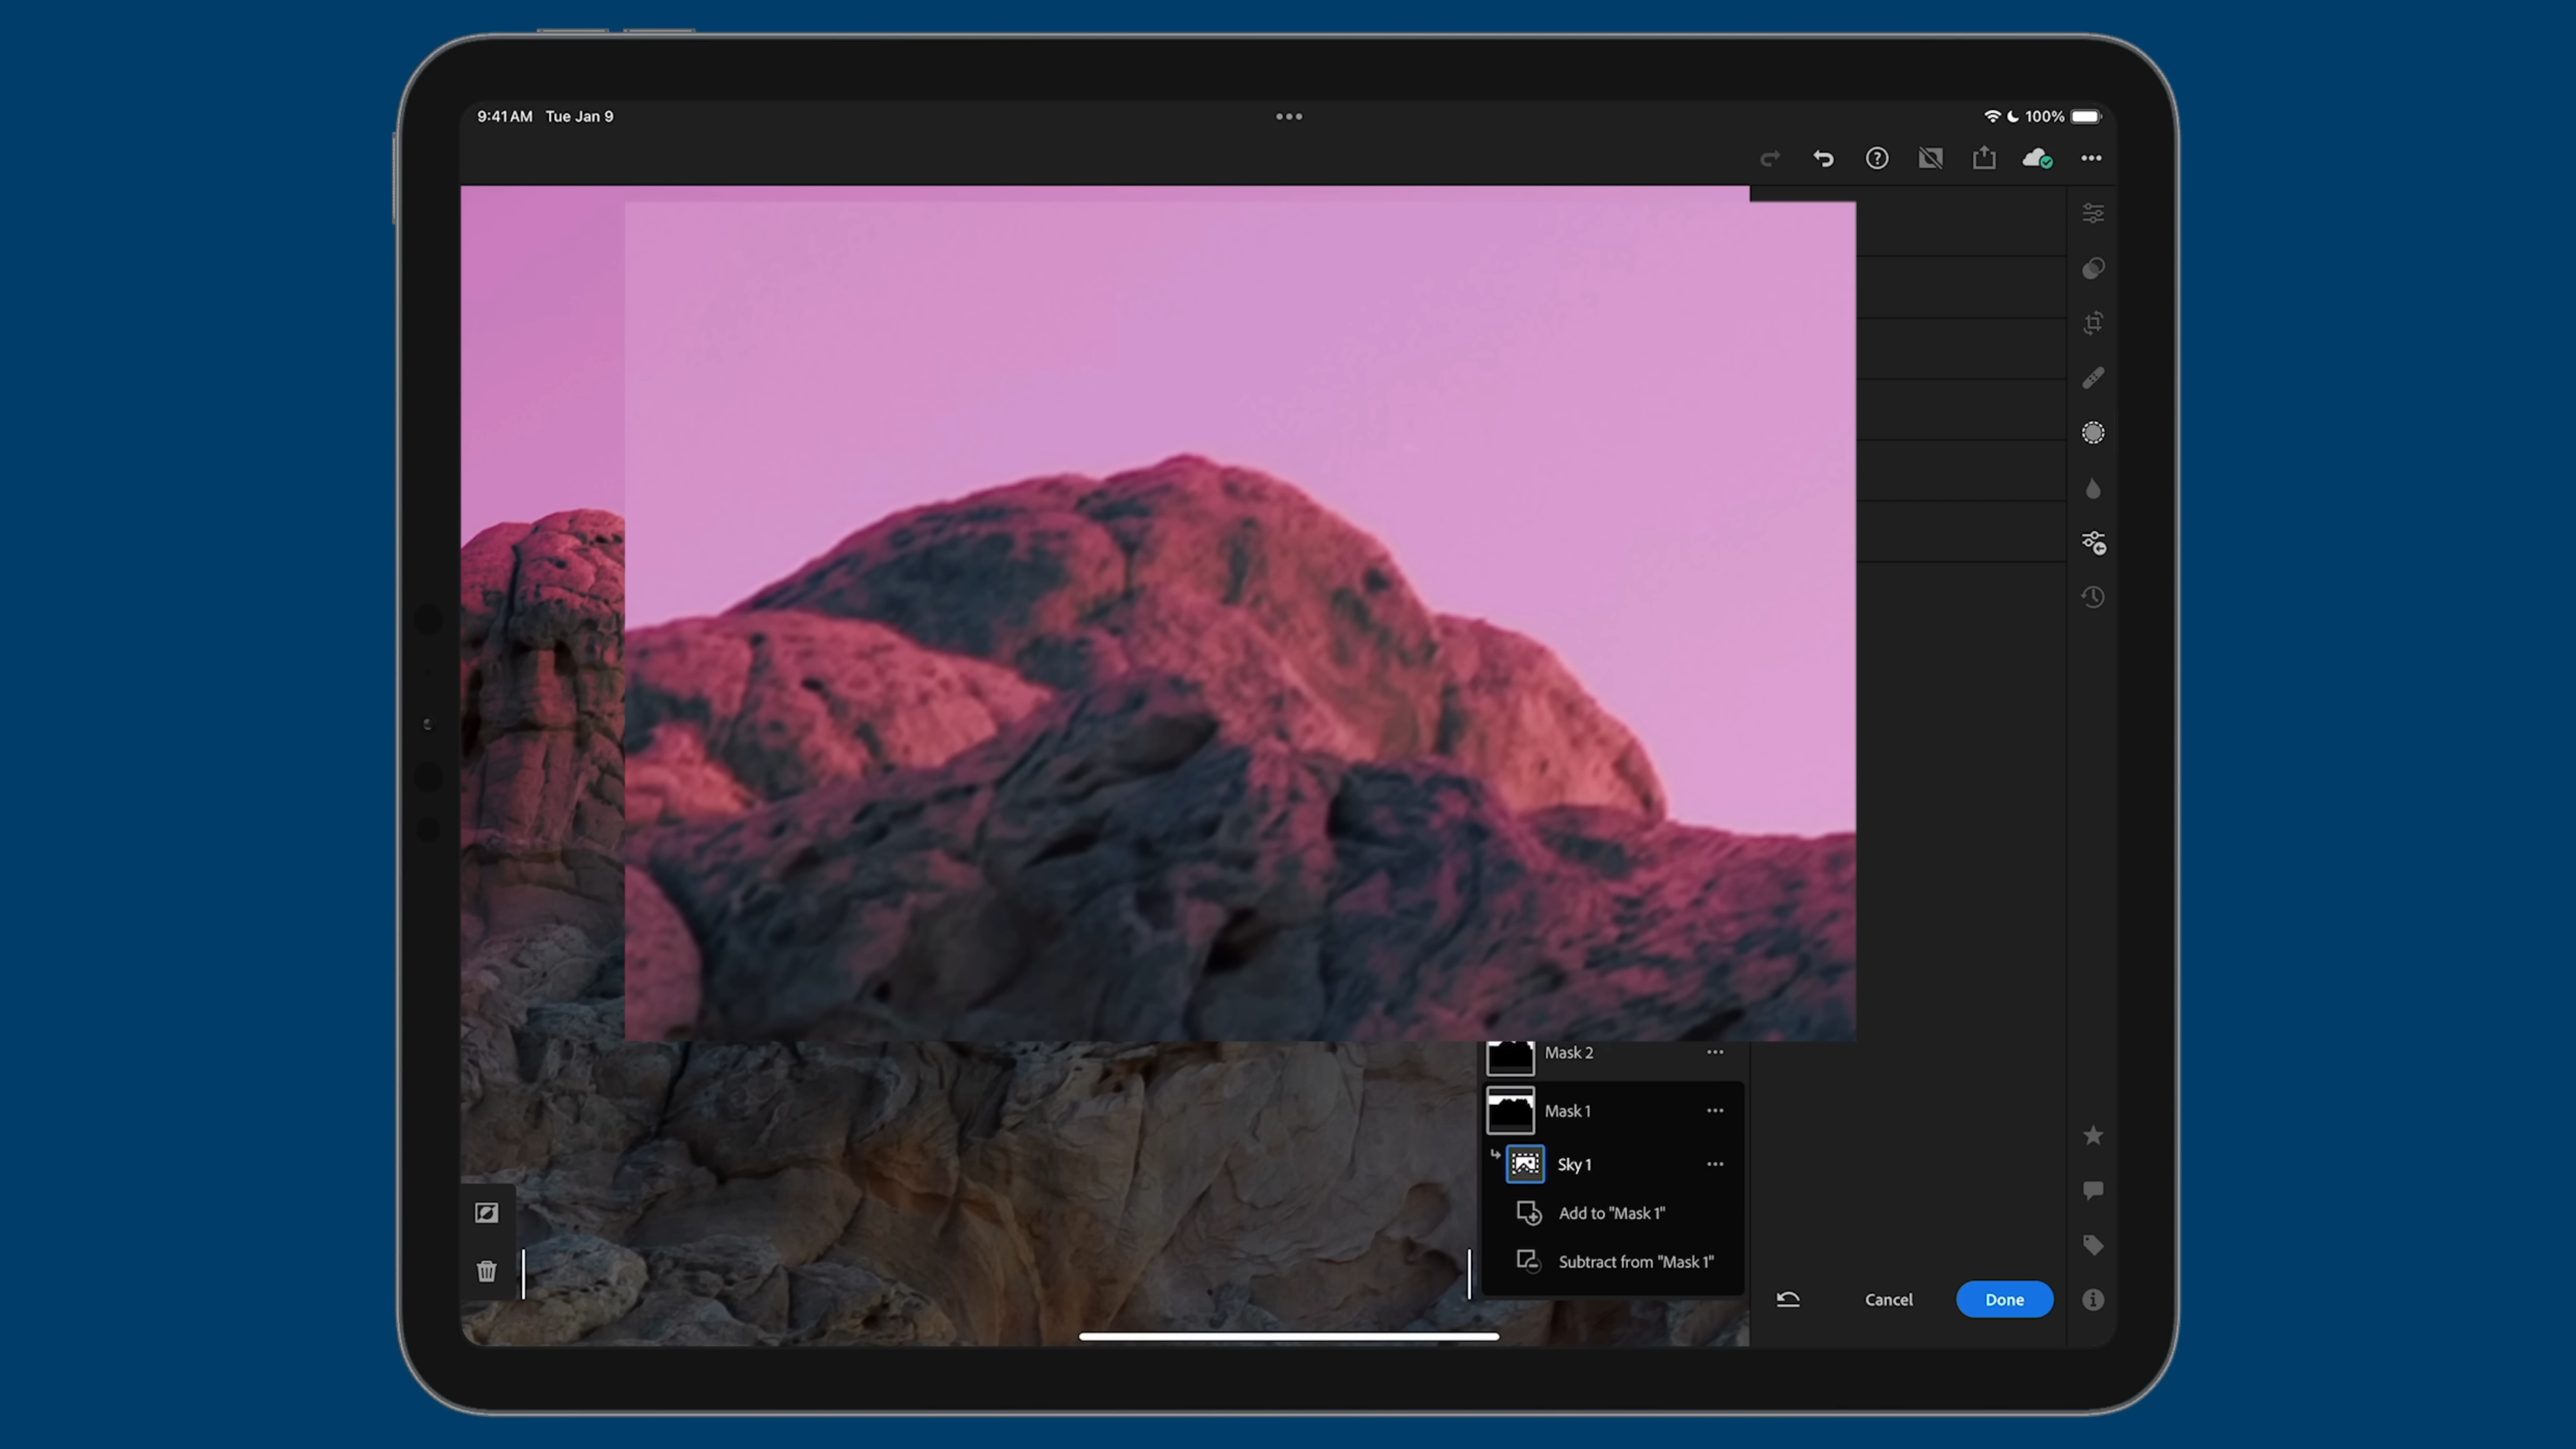 9:41 AM Tue Jan 9
100%
Mask 2
Mask 1
Sky 1
Add to "Mask 1"
Subtract from "Mask 1"
Cancel
Done